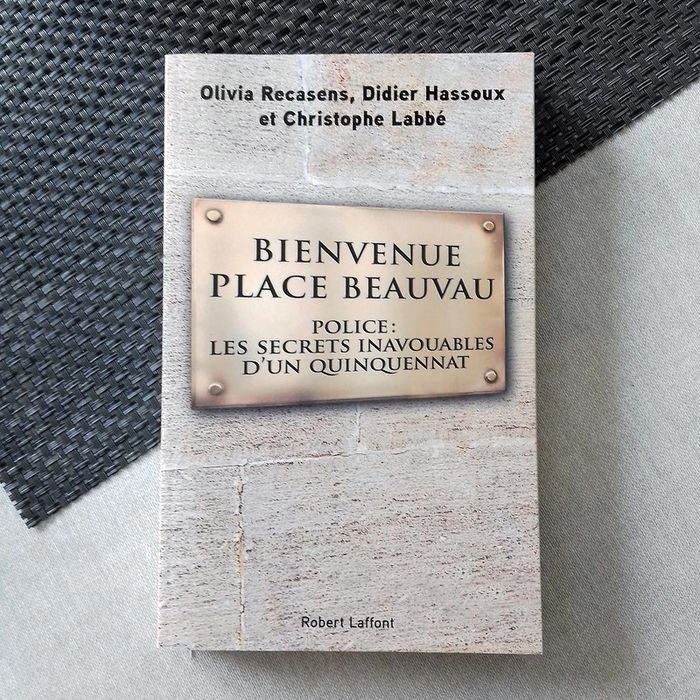 Olivia Recasens, Didier Hassoux
et Christophe Labbé
BIENVENUE
PLACE BEAUVAU
POLICE:
LES SECRETS INAVOUABLES
D'UN QUINQUENNAT
Robert Laffont